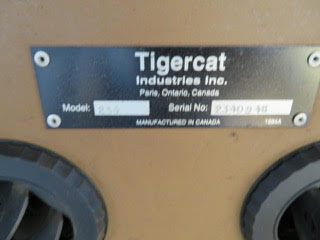 Tigercat
Industries Inc.
Paris, Ontario, Canada
Model: Serial No:
MANUFACTURED IN CANADA